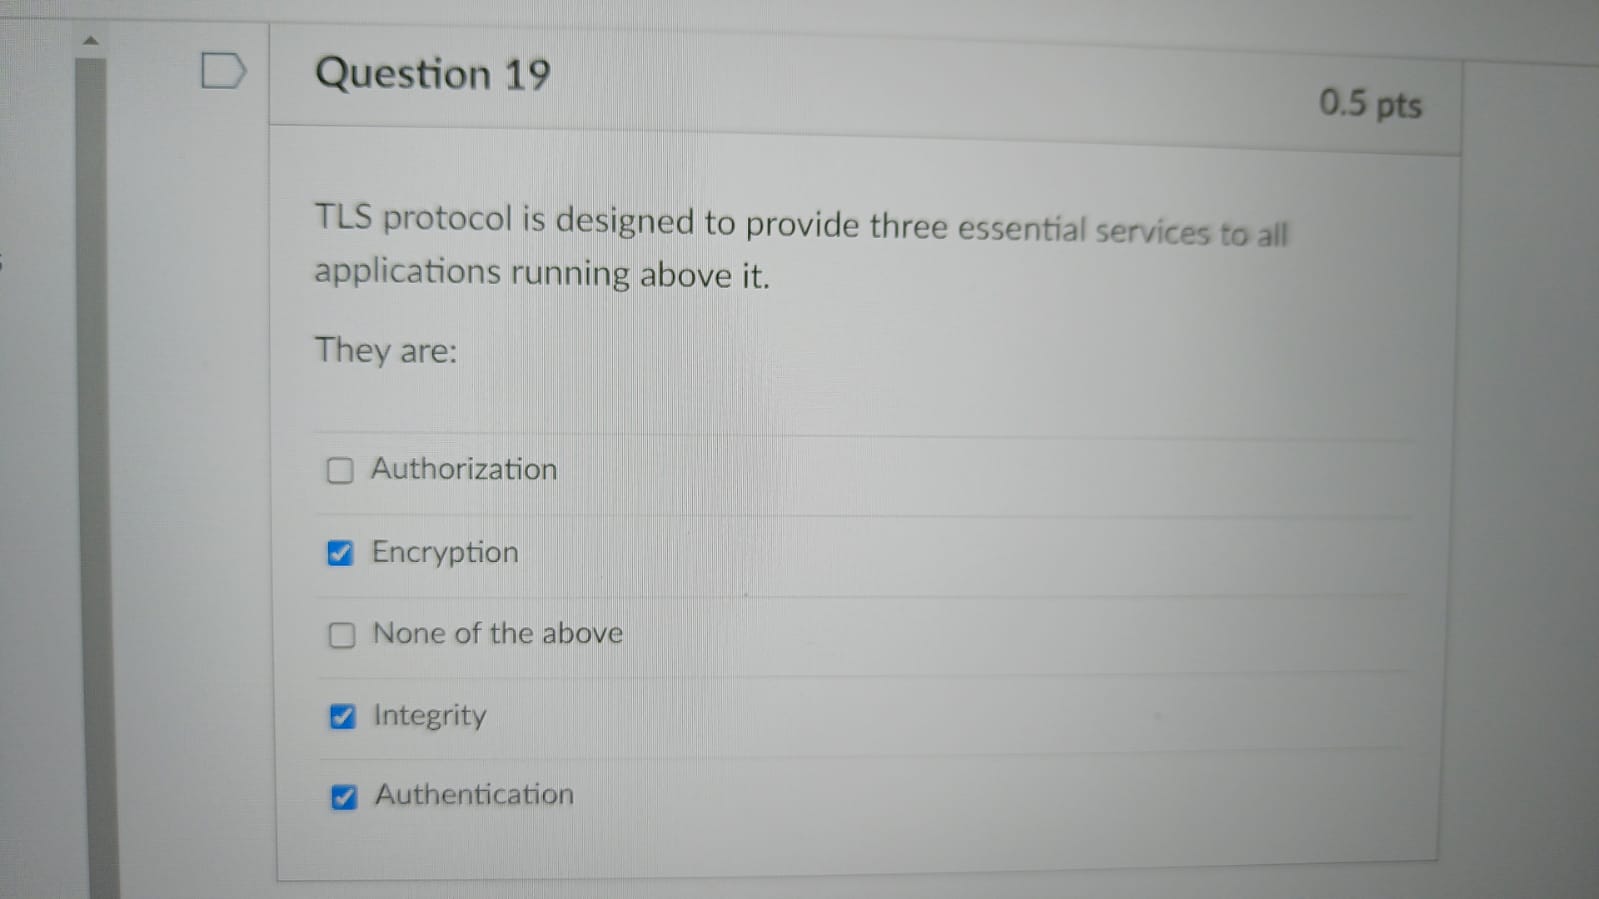 Question 19
0.5 pts
TLS protocol is designed to provide three essential services to all
applications running above it.
They are:
Authorization
Encryption
None of the above
Integrity
Authentication